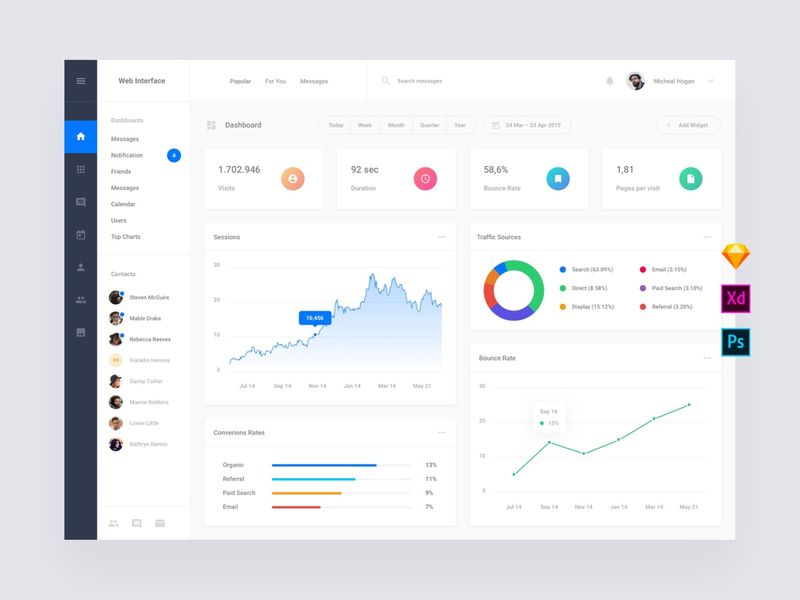 Web Interface
Popular
For You
Messages
Search messages
Micheal Hogan
Dashboards
Messages
Notification
4
Friends
Messages
Calendar
Users
Top Charts
Contacts
Steven McGuire
Mable Drake
Rebecca Reeves
FH
Franklin Herrera
Danny Collier
Mamie Robbins
Linnie Little
Kathryn Dennis
Dashboard
Today
Week
Month
Quarter
Year
24 Mar – 23 Apr 2019
Add Widget
1.702.946
Visits
92 sec
Duration
58,6%
Bounce Rate
1,81
Pages per visit
Sessions
30
20
10
0
10,456
Jul 14
Sep 14
Nov 14
Jan 14
Mar 14
May 21
Traffic Sources
Search (63.09%)
Email (3.10%)
Direct (8.58%)
Paid Search (3.10%)
Display (15.12%)
Referral (3.20%)
Xd
Ps
Bounce Rate
30
20
10
0
Sep 14
15%
Jul 14
Sep 14
Nov 14
Jan 14
Mar 14
May 21
Converions Rates
Organic
13%
Referral
11%
Paid Search
9%
Email
7%